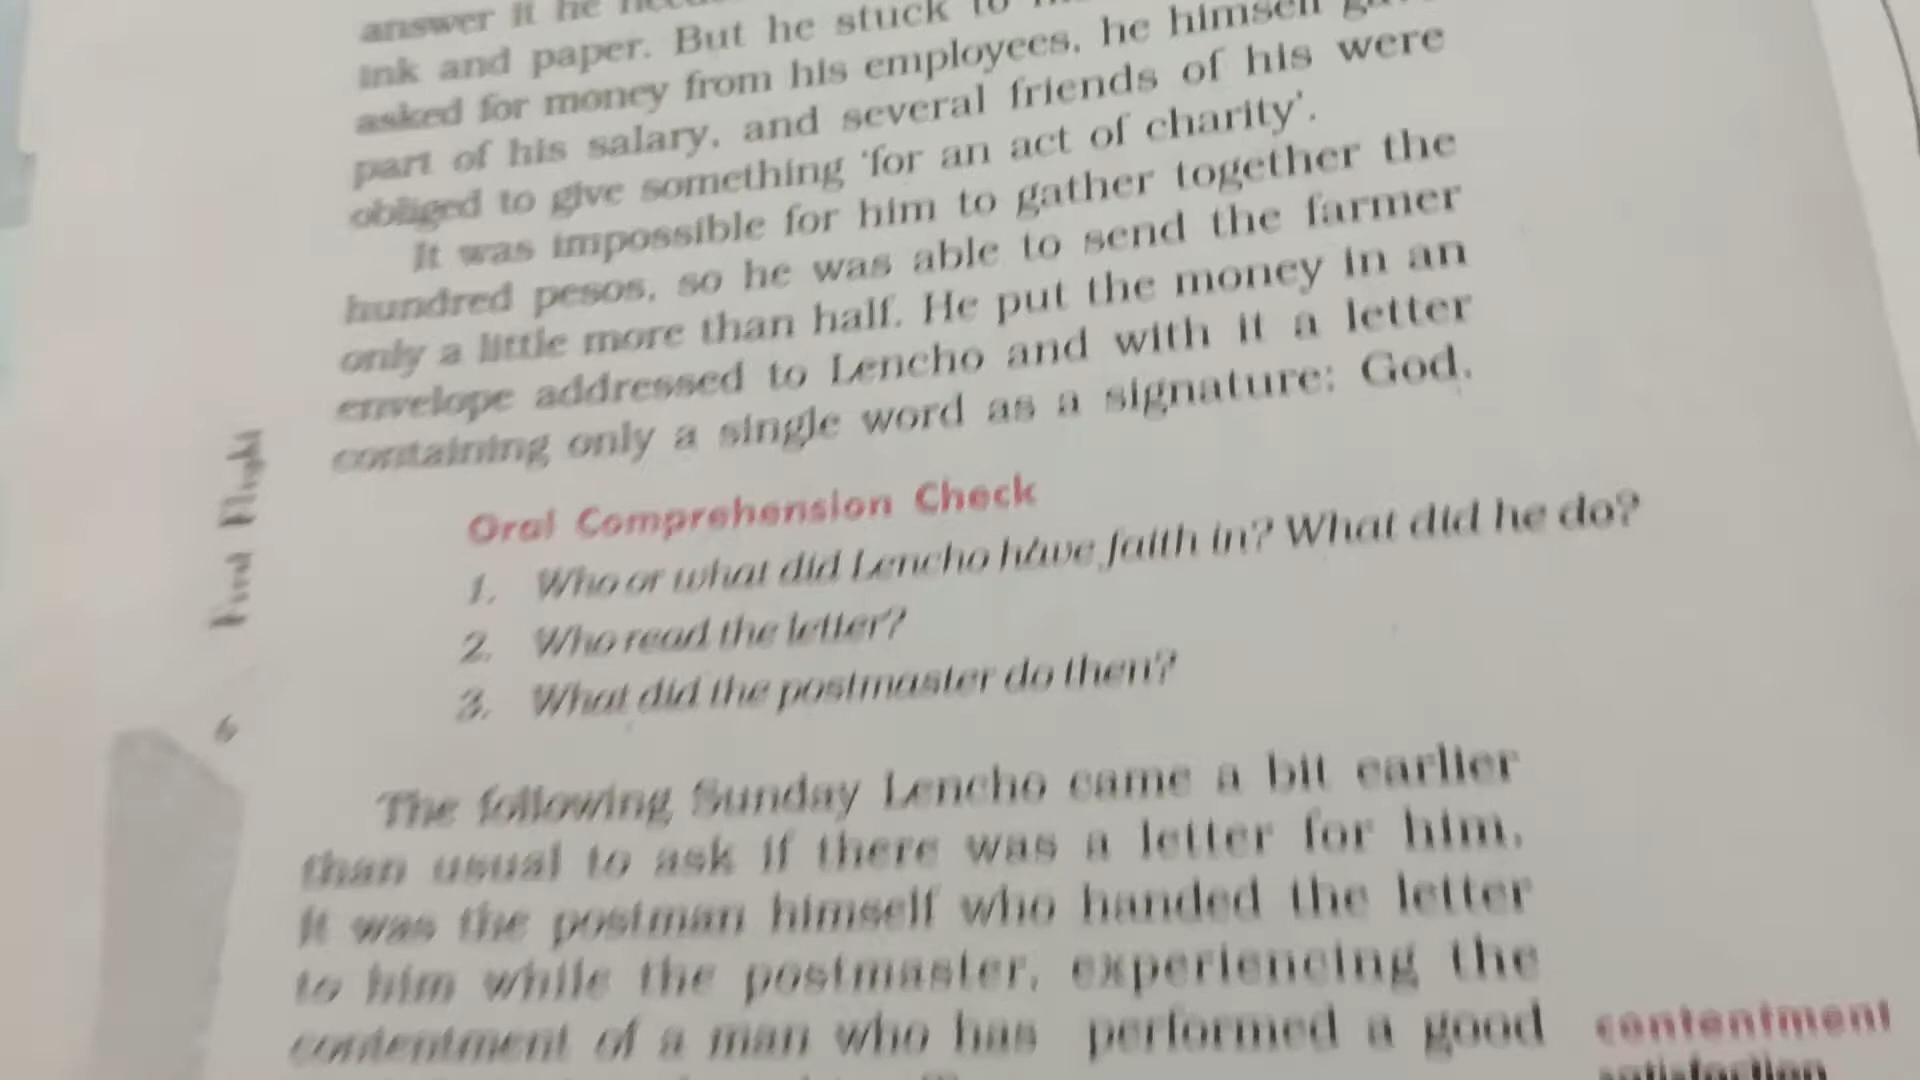 answer it he
ink and paper. But he stuck to
asked for money from his employees, he himself
part of his salary, and several friends of his were
obliged to give something 'for an act of charity'.
It was impossible for him to gather together the
hundred pesos, so he was able to send the farmer
only a little more than half. He put the money in an
envelope addressed to Lencho and with it a letter
containing only a single word as a signature: God.
Oral Comprehension Check
1. Who or what did Lencho have faith in? What did he do?
2. Who read the letter?
3. What did the postmaster do then?
6 First Flight
The following Sunday Lencho came a bit earlier
than usual to ask if there was a letter for him.
It was the postman himself who handed the letter
to him while the postmaster, experiencing the
contentment of a man who has performed a good
contentment
satisfaction